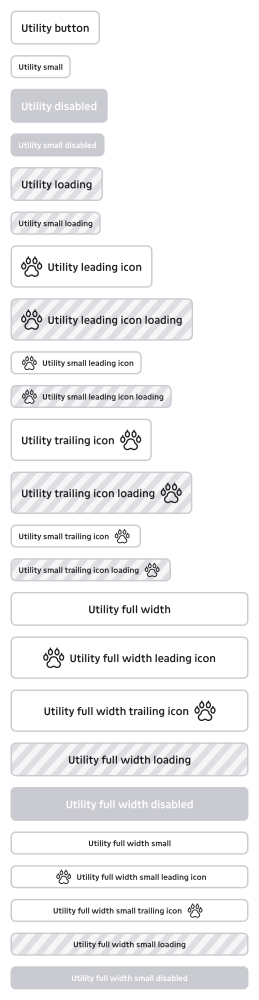 Utility button
Utility small
Utility disabled
Utility small disabled
Utility loading
Utility small loading
Utility leading icon
Utility leading icon loading
Utility small leading icon
Utility small leading icon loading
Utility trailing icon
Utility trailing icon loading
Utility small trailing icon
Utility small trailing icon loading
Utility full width
Utility full width leading icon
Utility full width trailing icon
Utility full width loading
Utility full width disabled
Utility full width small
Utility full width small leading icon
Utility full width small trailing icon
Utility full width small loading
Utility full width small disabled